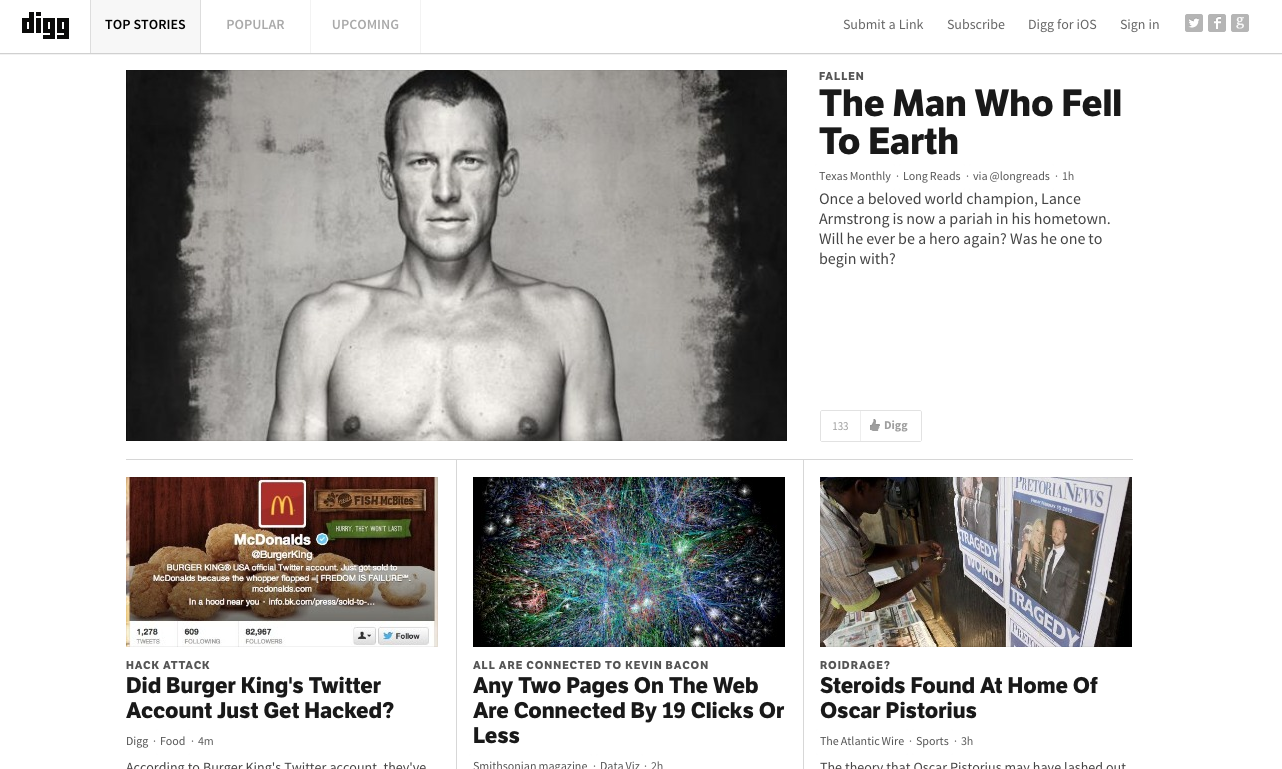 digg
TOP STORIES
POPULAR
UPCOMING
Submit a Link
Subscribe
Digg for iOS
Sign in
FALLEN
The Man Who Fell
To Earth
Texas Monthly · Long Reads · via @longreads · 1h
Once a beloved world champion, Lance
Armstrong is now a pariah in his hometown.
Will he ever be a hero again? Was he one to
begin with?
133 Digg
FISH McBites
HURRY, THEY WON'T LAST!
McDonalds
@BurgerKing
BURGER KING® USA official Twitter account. Just got sold to
McDonalds because the whopper flopped =[ FREDOM IS FAILURE
mcdonalds.com
In a hood near you · info.bk.com/press/sold-to-...
1,278 609 82,967
TWEETS FOLLOWING FOLLOWERS
Follow
HACK ATTACK
Did Burger King's Twitter
Account Just Get Hacked?
Digg · Food · 4m
According to Burger King's Twitter account, they've
ALL ARE CONNECTED TO KEVIN BACON
Any Two Pages On The Web
Are Connected By 19 Clicks Or
Less
Smithsonian magazine · Data Viz · 2h
PRETORIA NEWS
TRAGEDY
WORLD
TRAGEDY
ROIDRAGE?
Steroids Found At Home Of
Oscar Pistorius
The Atlantic Wire · Sports · 3h
The theory that Oscar Pistorius may have lashed out